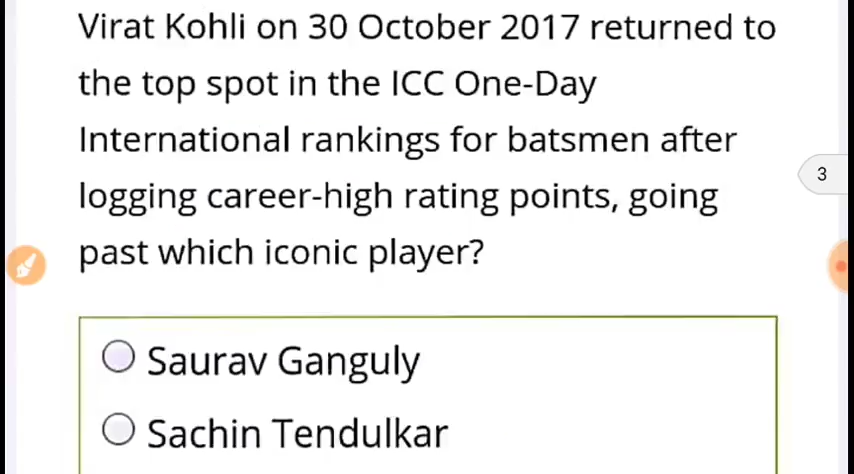 Virat Kohli on 30 October 2017 returned to
the top spot in the ICC One-Day
International rankings for batsmen after
logging career-high rating points, going
past which iconic player?
3
Saurav Ganguly
Sachin Tendulkar